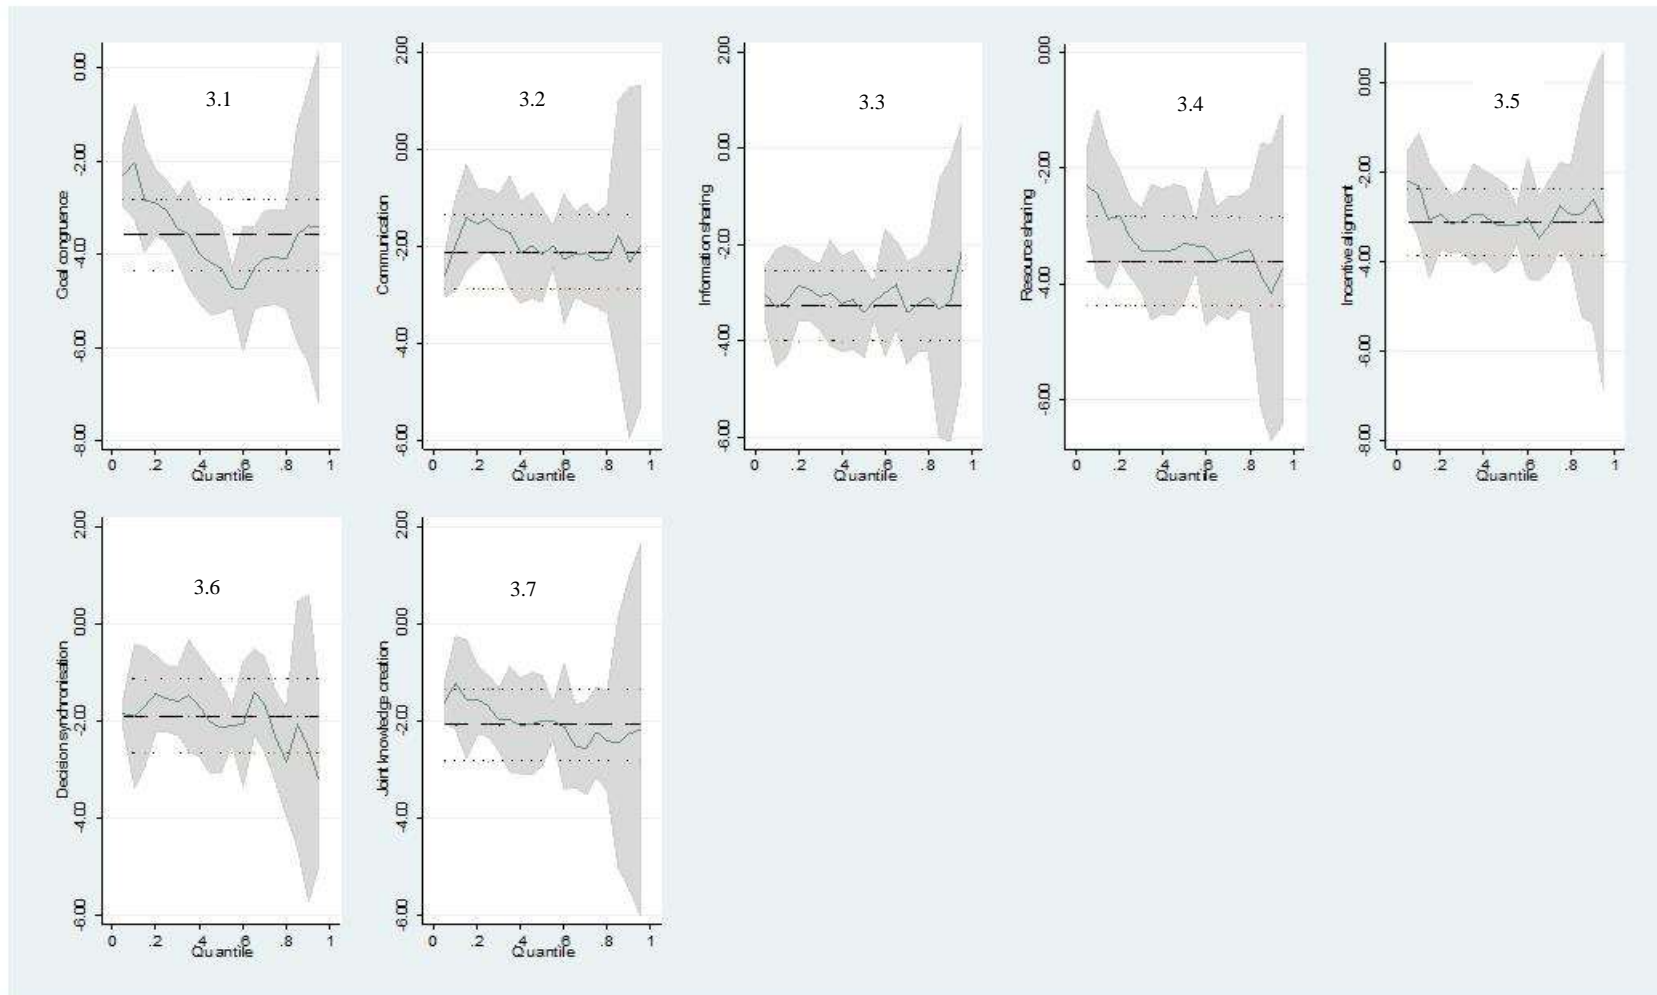 Goal congruence
0.00
-2.00
-4.00
-6.00
-8.00
3.1
0 .2 .4 .6 .8 1
Quantile
Communication
2.00
0.00
-2.00
-4.00
-6.00
3.2
0 .2 .4 .6 .8 1
Quantile
Information sharing
2.00
0.00
-2.00
-4.00
-6.00
3.3
0 .2 .4 .6 .8 1
Quantile
Resource sharing
0.00
-2.00
-4.00
-6.00
3.4
0 .2 .4 .6 .8 1
Quantile
Incentive alignment
0.00
-2.00
-4.00
-6.00
-8.00
3.5
0 .2 .4 .6 .8 1
Quantile
Decision synchronisation
2.00
0.00
-2.00
-4.00
-6.00
3.6
0 .2 .4 .6 .8 1
Quantile
Joint knowledge creation
2.00
0.00
-2.00
-4.00
-6.00
3.7
0 .2 .4 .6 .8 1
Quantile